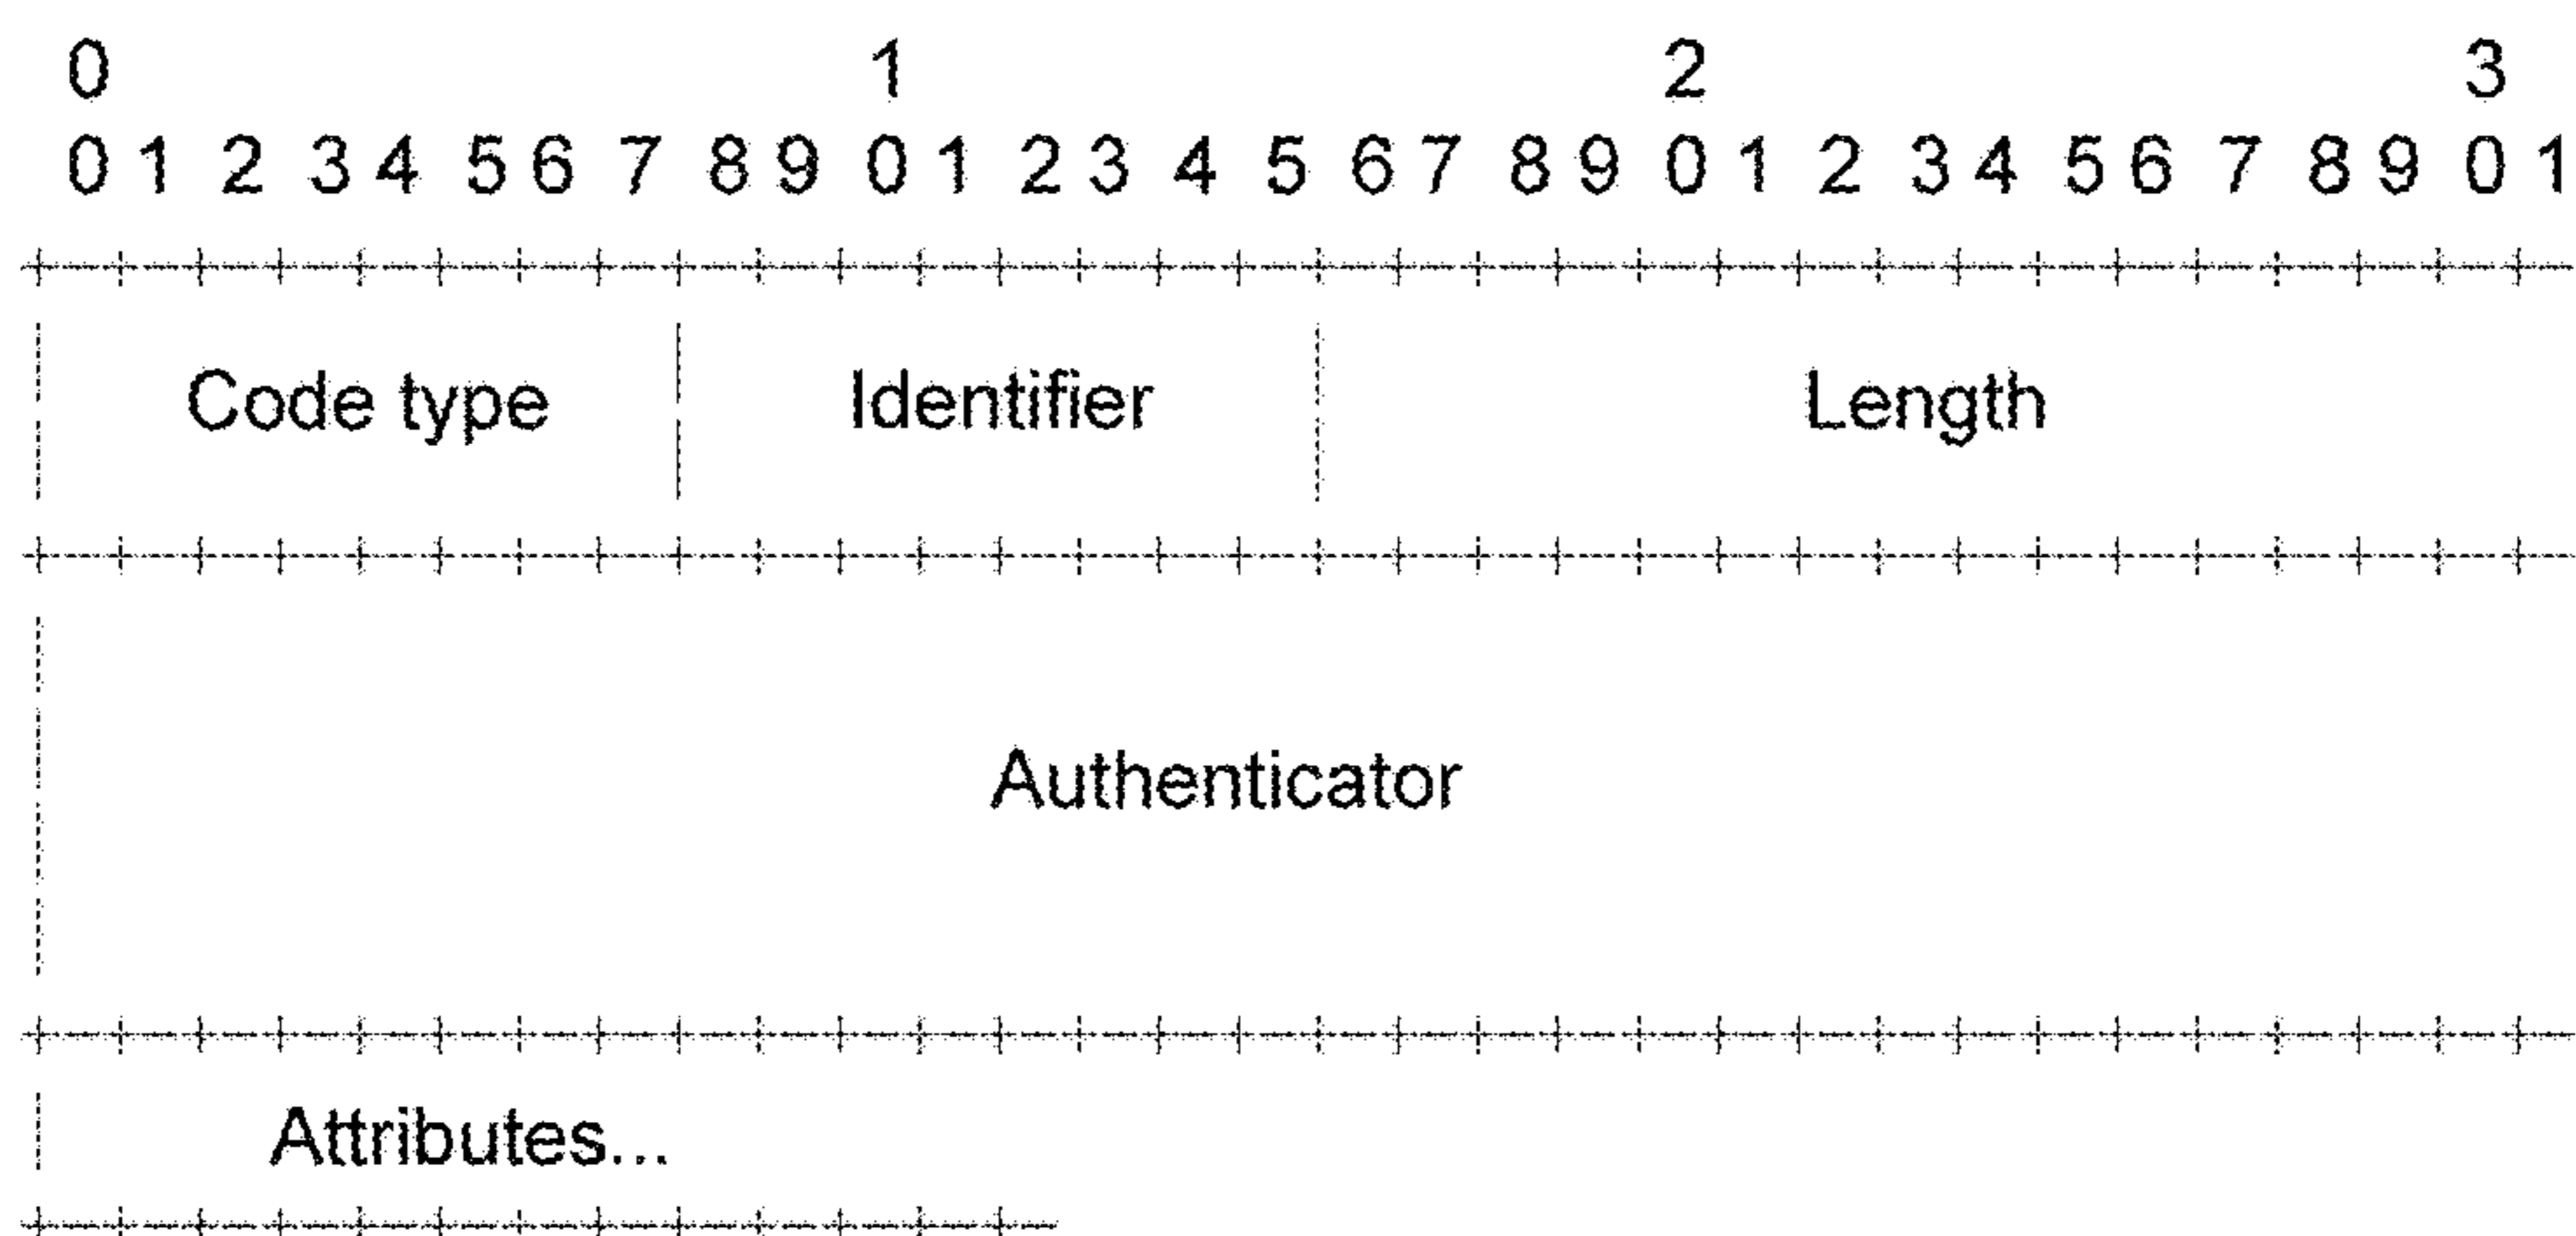 0 1 2 3
0 1 2 3 4 5 6 7 8 9 0 1 2 3 4 5 6 7 8 9 0 1 2 3 4 5 6 7 8 9 0 1
Code type Identifier Length
Authenticator
Attributes...